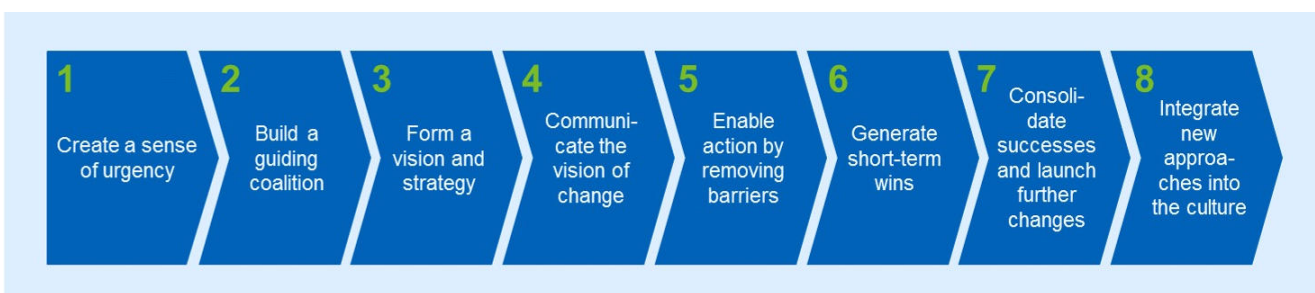 1
Create a sense
of urgency
2
Build a
guiding
coalition
3
Form a
vision and
strategy
4
Communi-
cate the
vision of
change
5
Enable
action by
removing
barriers
6
Generate
short-term
wins
7
Consoli-
date
successes
and launch
further
changes
8
Integrate
new
approa-
ches into
the culture